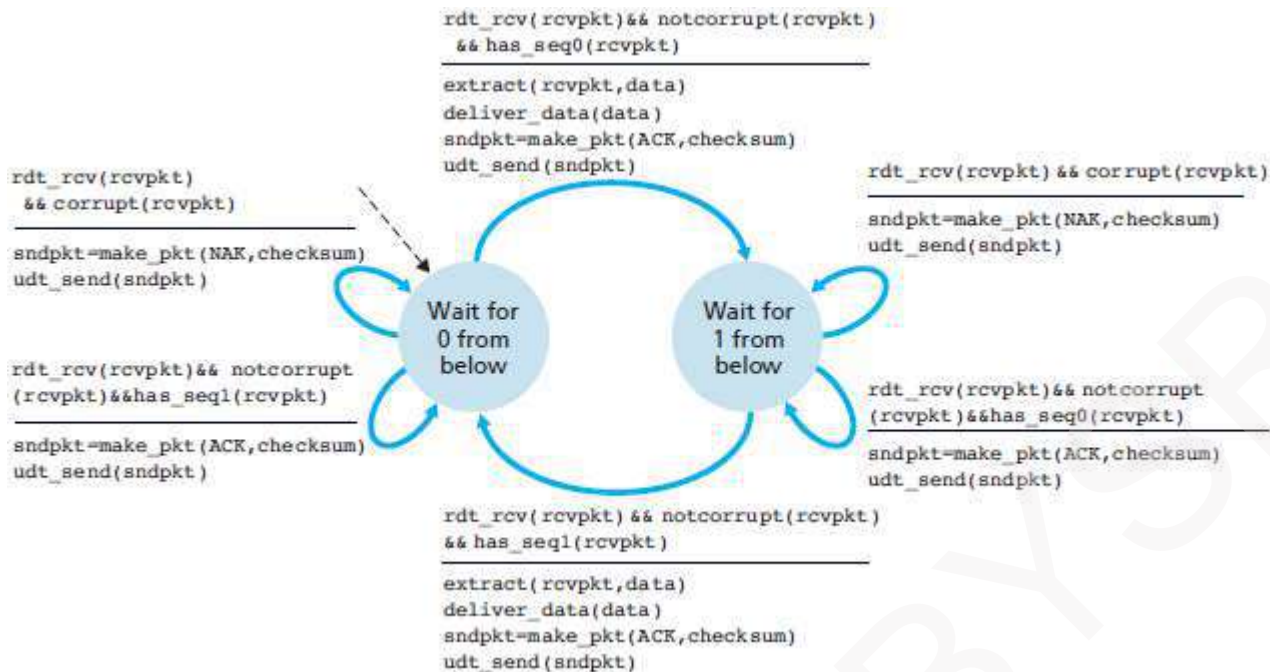 rdt_rcv(rcvpkt)&& notcorrupt(rcvpkt)
&& has_seq0(rcvpkt)
extract(rcvpkt,data)
deliver_data(data)
sndpkt=make_pkt(ACK,checksum)
udt_send(sndpkt)
rdt_rcv(rcvpkt)
&& corrupt(rcvpkt)
sndpkt=make_pkt(NAK,checksum)
udt_send(sndpkt)
rdt_rcv(rcvpkt) && corrupt(rcvpkt)
sndpkt=make_pkt(NAK,checksum)
udt_send(sndpkt)
Wait for
0 from
below
Wait for
1 from
below
rdt_rcv(rcvpkt)&& notcorrupt
(rcvpkt)&&has_seq1(rcvpkt)
sndpkt=make_pkt(ACK,checksum)
udt_send(sndpkt)
rdt_rcv(rcvpkt)&& notcorrupt
(rcvpkt)&&has_seq0(rcvpkt)
sndpkt=make_pkt(ACK,checksum)
udt_send(sndpkt)
rdt_rcv(rcvpkt) && notcorrupt(rcvpkt)
&& has_seq1(rcvpkt)
extract(rcvpkt,data)
deliver_data(data)
sndpkt=make_pkt(ACK,checksum)
udt_send(sndpkt)